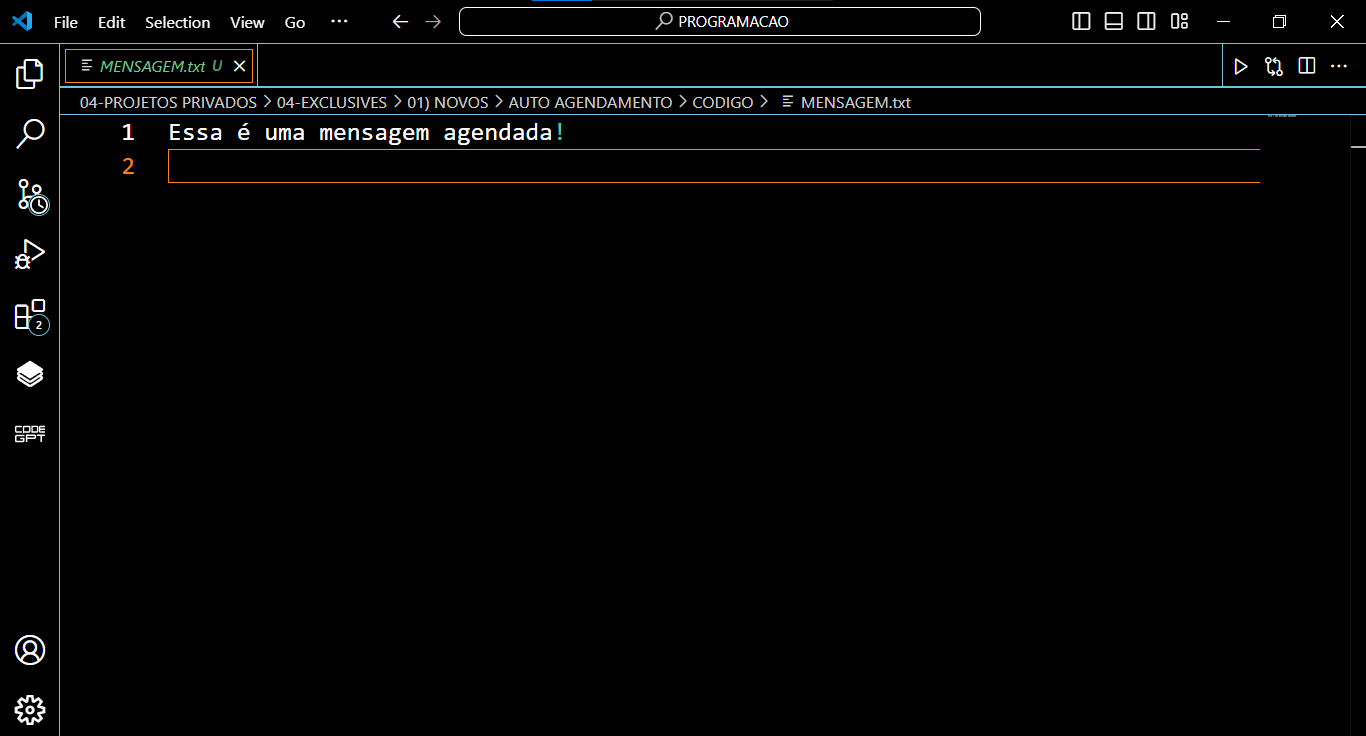 File Edit Selection View Go ···
PROGRAMACAO
MENSAGEM.txt U
04-PROJETOS PRIVADOS > 04-EXCLUSIVES > 01) NOVOS > AUTO AGENDAMENTO > CODIGO > MENSAGEM.txt
1 Essa é uma mensagem agendada!
2
2
CODE
GPT